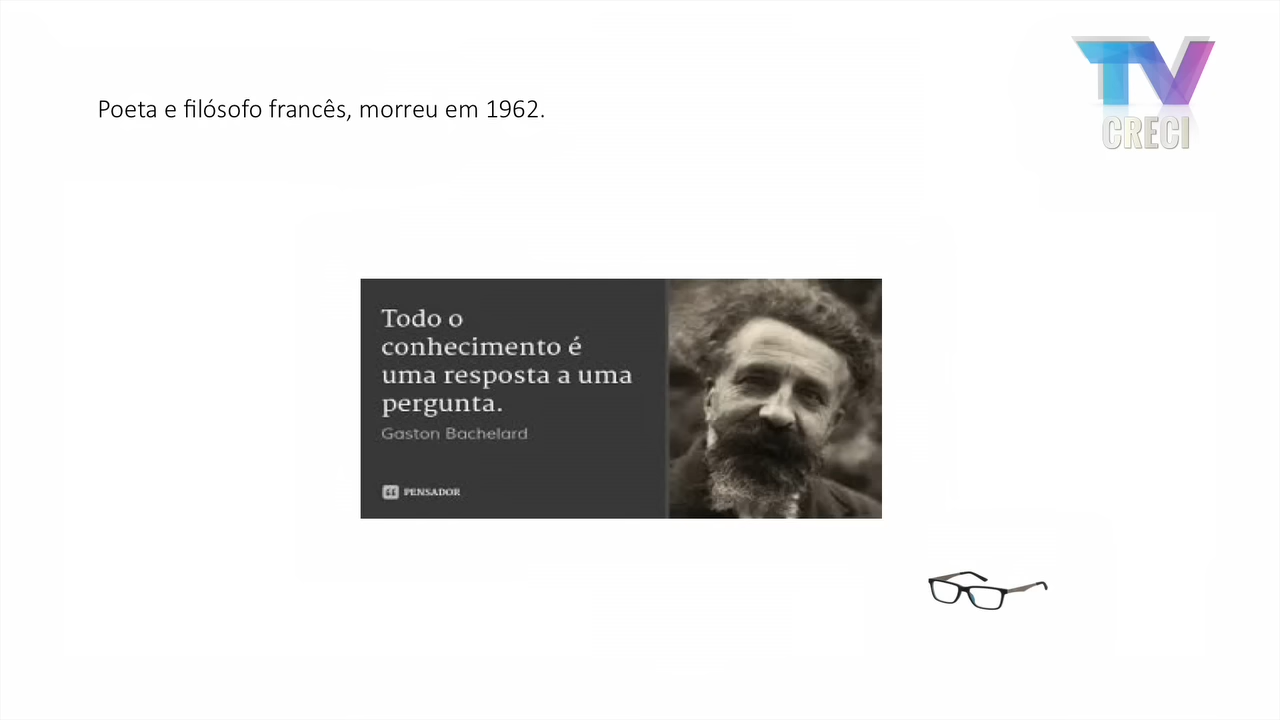 TV
CRECI
Poeta e filósofo francês, morreu em 1962.
Todo o
conhecimento é
uma resposta a uma
pergunta.
Gaston Bachelard
PENSADOR